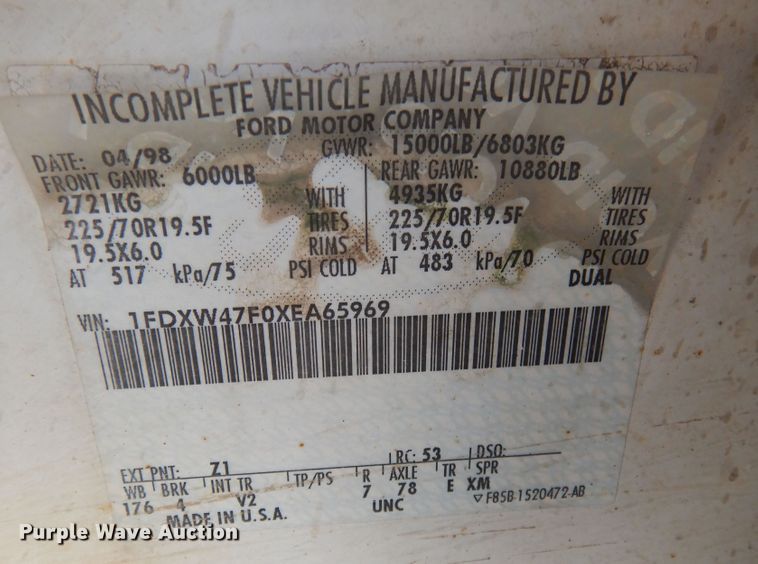 INCOMPLETE VEHICLE MANUFACTURED BY
FORD MOTOR COMPANY
DATE: 04/98 GVWR: 15000LB/6803KG
FRONT GAWR: 6000LB REAR GAWR: 10880LB
2721KG WITH 4935KG WITH
225/70R19.5F TIRES 225/70R19.5F TIRES
19.5X6.0 RIMS 19.5X6.0 RIMS
AT 517 kPa/75 PSI COLD AT 483 kPa/70 PSI COLD
DUAL
VIN: 1FDXW47F0XEA65969
EXT PNT: Z1 RC: 53 DSO:
WB BRK INT TR TP/PS R AXLE TR SPR
176 4 V2 7 78 E XM
MADE IN U.S.A. UNC ▽ F85B-1520472-AB
Purple Wave Auction